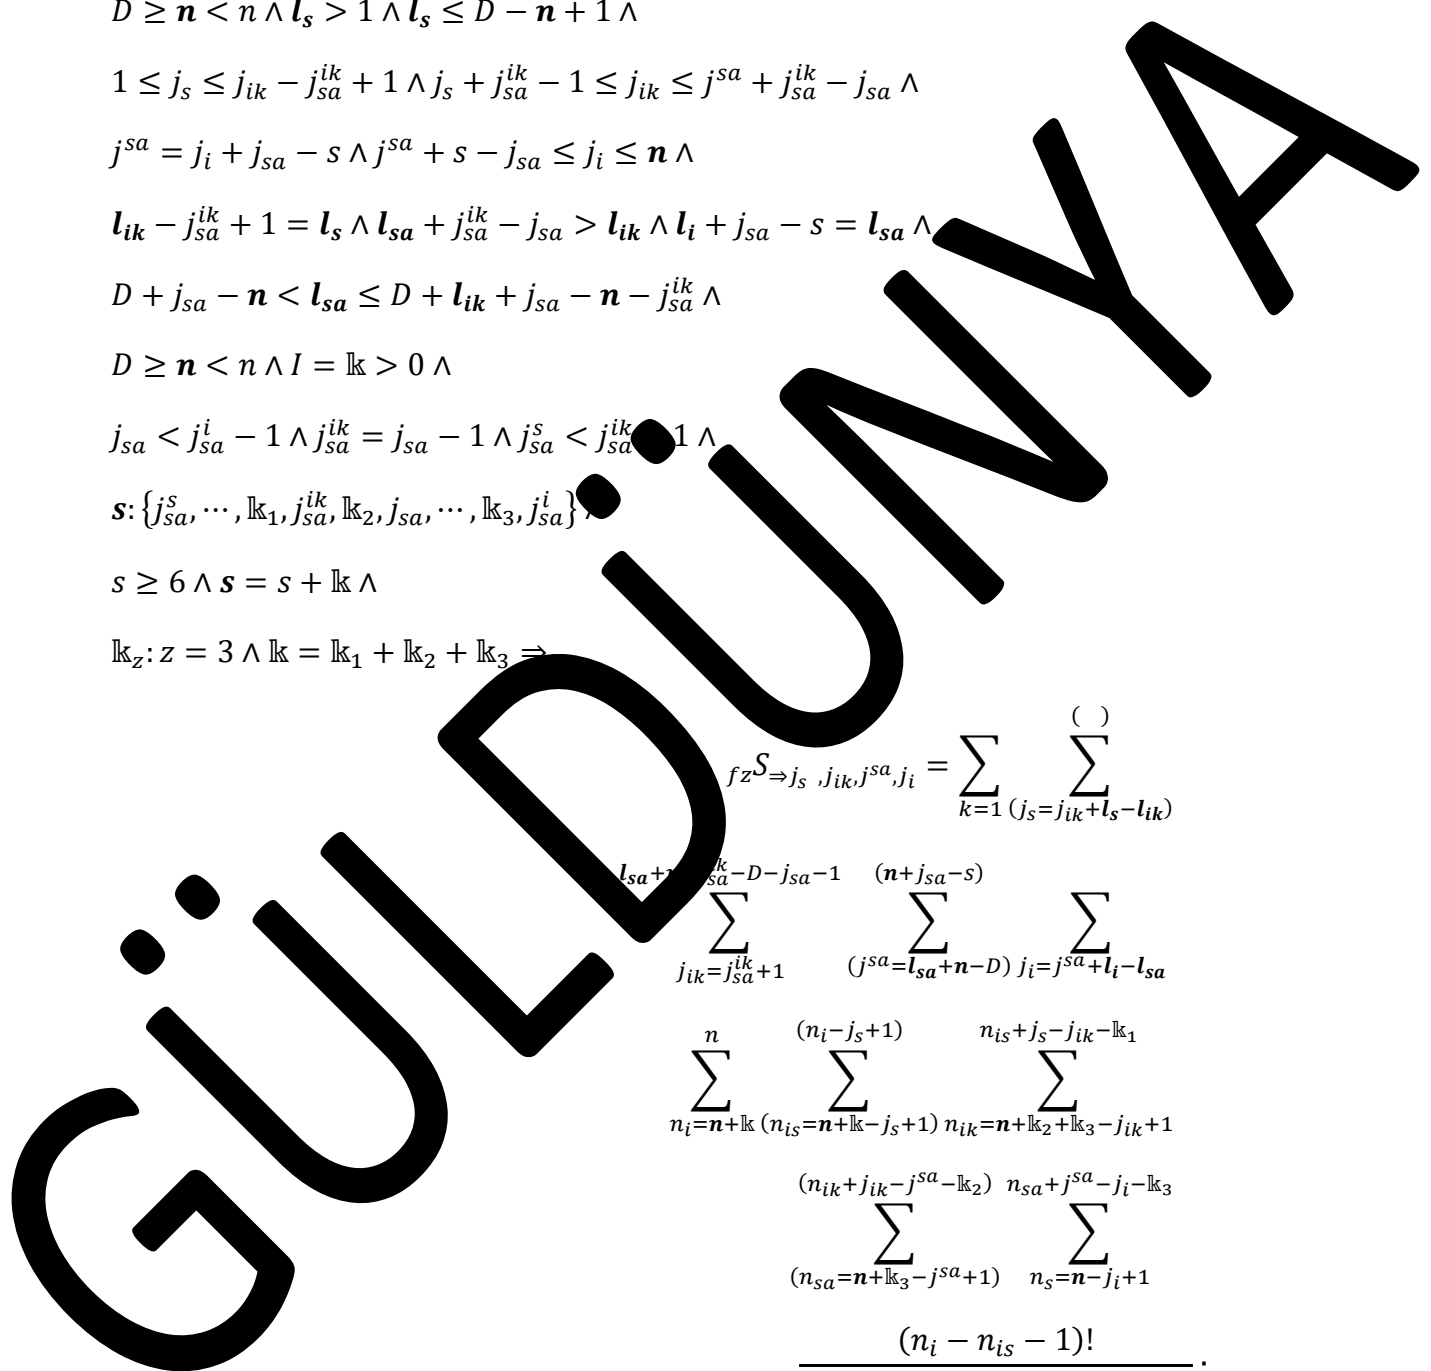 D ≥ n < n ∧ l_s > 1 ∧ l_s ≤ D − n + 1 ∧
1 ≤ j_s ≤ j_{ik} − j_{sa}^{ik} + 1 ∧ j_s + j_{sa}^{ik} − 1 ≤ j_{ik} ≤ j^{sa} + j_{sa}^{ik} − j_{sa} ∧
j^{sa} = j_i + j_{sa} − s ∧ j^{sa} + s − j_{sa} ≤ j_i ≤ n ∧
l_{ik} − j_{sa}^{ik} + 1 = l_s ∧ l_{sa} + j_{sa}^{ik} − j_{sa} > l_{ik} ∧ l_i + j_{sa} − s = l_{sa} ∧
D + j_{sa} − n < l_{sa} ≤ D + l_{ik} + j_{sa} − n − j_{sa}^{ik} ∧
D ≥ n < n ∧ I = 𝕜 > 0 ∧
j_{sa} < j_{sa}^{i} − 1 ∧ j_{sa}^{ik} = j_{sa} − 1 ∧ j_{sa}^{s} < j_{sa}^{ik} 1 ∧
s: {j_{sa}^{s}, ⋯, 𝕜_1, j_{sa}^{ik}, 𝕜_2, j_{sa}, ⋯, 𝕜_3, j_{sa}^{i}} ∧
s ≥ 6 ∧ s = s + 𝕜 ∧
𝕜_z: z = 3 ∧ 𝕜 = 𝕜_1 + 𝕜_2 + 𝕜_3 ⇒
_{fz}S_{⇒j_s ,j_{ik},j^{sa},j_i} = ∑_{k=1} ∑_{(j_s=j_{ik}+l_s−l_{ik})}^{( )}
∑_{j_{ik}=j_{sa}^{ik}+1}^{l_{sa}+ _{sa}^{ik}−D−j_{sa}−1} ∑_{(j^{sa}=l_{sa}+n−D)}^{(n+j_{sa}−s)} ∑_{j_i=j^{sa}+l_i−l_{sa}}
∑_{n_i=n+𝕜}^{n} ∑_{(n_{is}=n+𝕜−j_s+1)}^{(n_i−j_s+1)} ∑_{n_{ik}=n+𝕜_2+𝕜_3−j_{ik}+1}^{n_{is}+j_s−j_{ik}−𝕜_1}
∑_{(n_{sa}=n+𝕜_3−j^{sa}+1)}^{(n_{ik}+j_{ik}−j^{sa}−𝕜_2)} ∑_{n_s=n−j_i+1}^{n_{sa}+j^{sa}−j_i−𝕜_3}
(n_i − n_{is} − 1)! .
GÜLDÜNYA